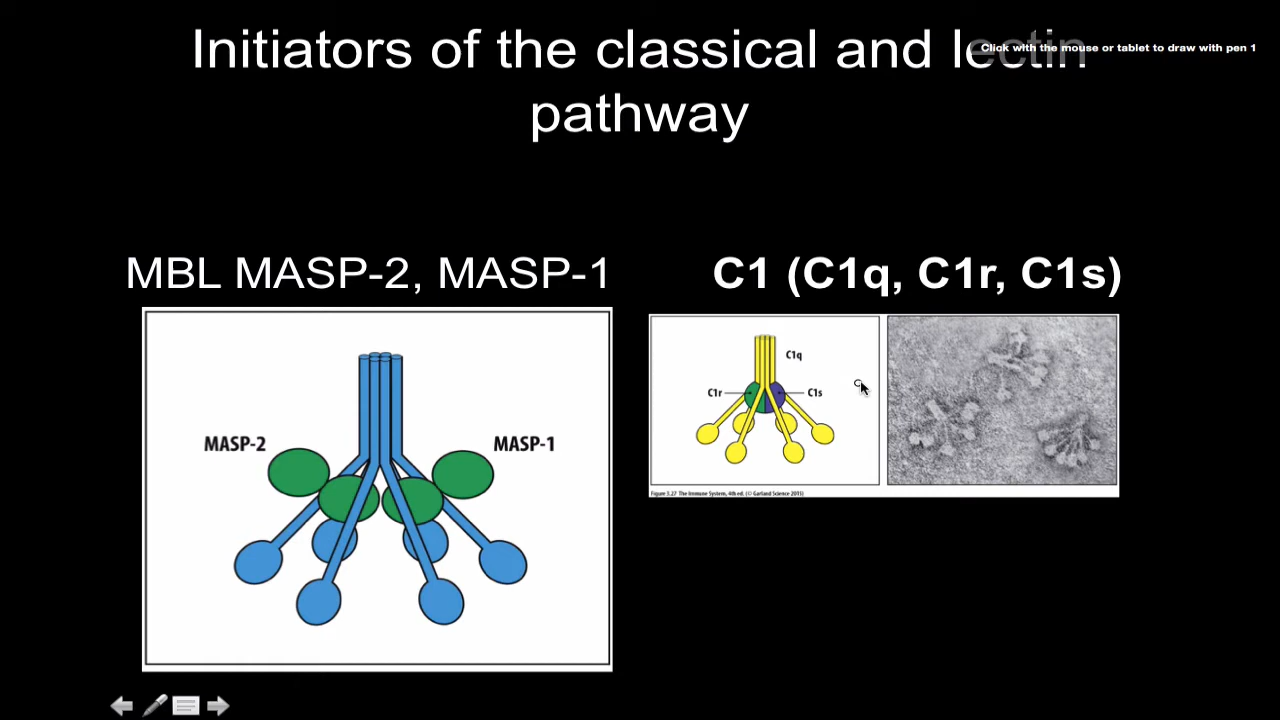 Initiators of the classical and lectin
Click with the mouse or tablet to draw with pen 1
pathway
MBL MASP-2, MASP-1
C1 (C1q, C1r, C1s)
MASP-2
MASP-1
C1q
C1r
C1s
Figure 3.27 The Immune System, 4th ed. (© Garland Science 2015)